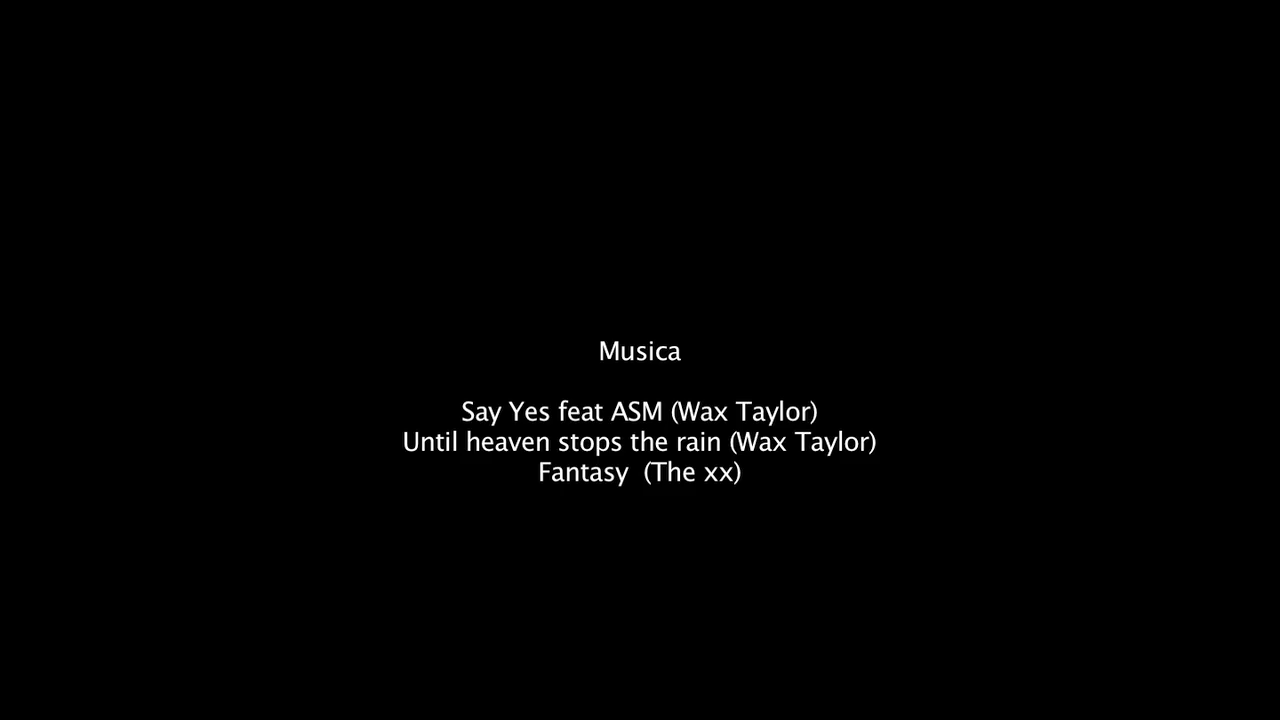 Musica
Say Yes feat ASM (Wax Taylor)
Until heaven stops the rain (Wax Taylor)
Fantasy  (The xx)